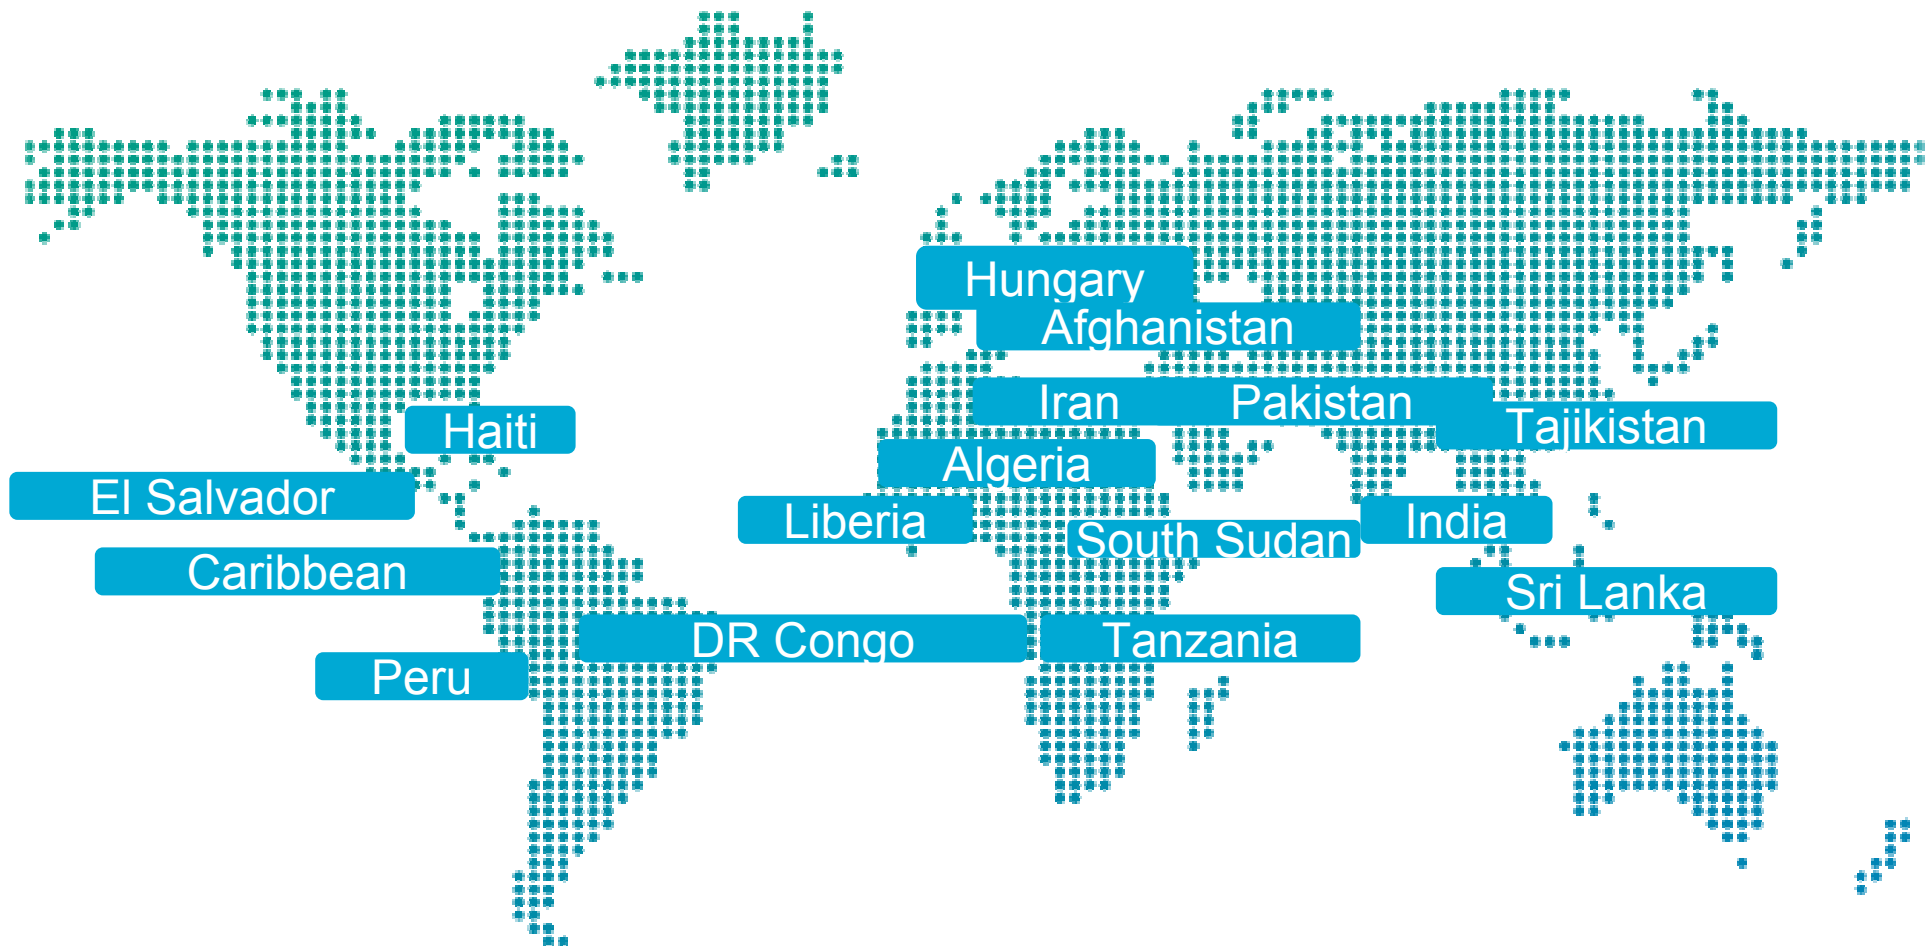 Hungary
Afghanistan
Iran
Pakistan
Tajikistan
Haiti
Algeria
El Salvador
Liberia
South Sudan
India
Caribbean
Sri Lanka
DR Congo
Tanzania
Peru